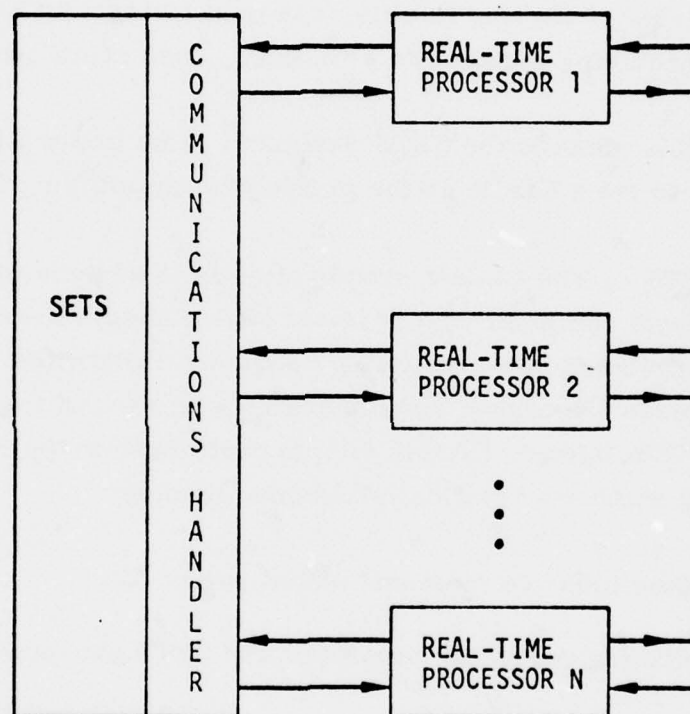 SETS
COMMUNICATIONS HANDLER
REAL-TIME
PROCESSOR 1
REAL-TIME
PROCESSOR 2
REAL-TIME
PROCESSOR N